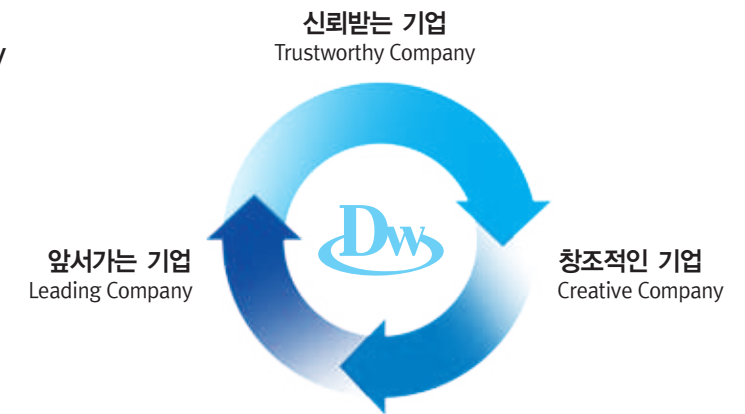 신뢰받는 기업
Trustworthy Company
y
앞서가는 기업
Leading Company
Dw
창조적인 기업
Creative Company